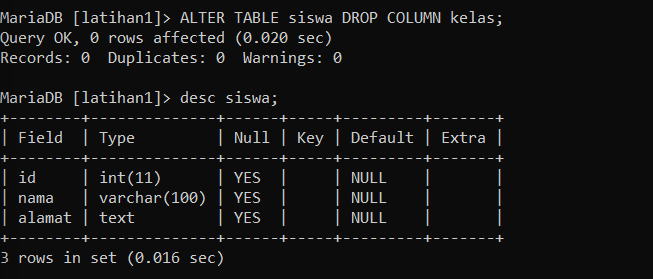 MariaDB [latihan1]> ALTER TABLE siswa DROP COLUMN kelas;
Query OK, 0 rows affected (0.020 sec)
Records: 0  Duplicates: 0  Warnings: 0
MariaDB [latihan1]> desc siswa;
+--------+--------------+------+-----+---------+-------+
| Field  | Type         | Null | Key | Default | Extra |
+--------+--------------+------+-----+---------+-------+
| id     | int(11)      | YES  |     | NULL    |       |
| nama   | varchar(100) | YES  |     | NULL    |       |
| alamat | text         | YES  |     | NULL    |       |
+--------+--------------+------+-----+---------+-------+
3 rows in set (0.016 sec)